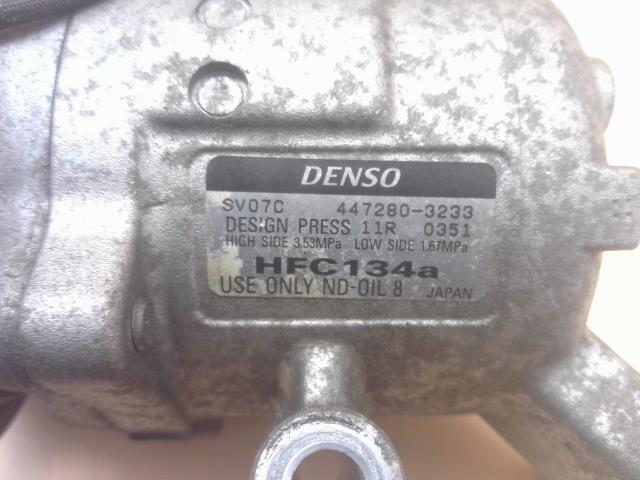 DENSO
SV07C 447280-3233
DESIGN PRESS 11R 0351
HIGH SIDE 3.53MPa LOW SIDE 1.67MPa
HFC134a
USE ONLY ND-OIL 8 JAPAN